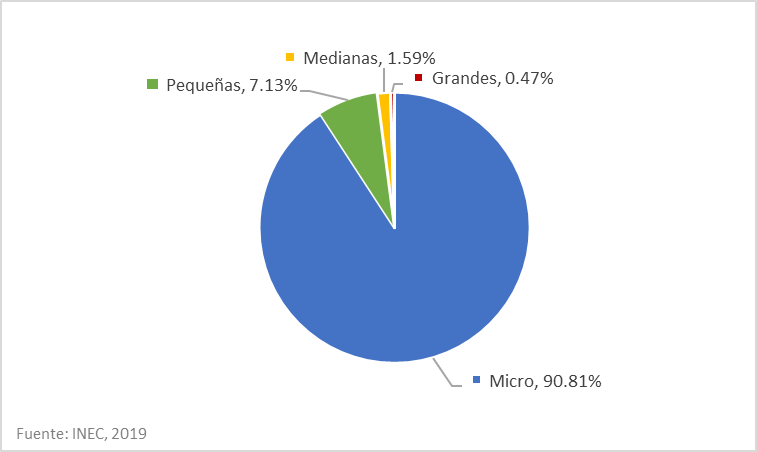 Medianas, 1.59%
Grandes, 0.47%
Pequeñas, 7.13%
Micro, 90.81%
Fuente: INEC, 2019